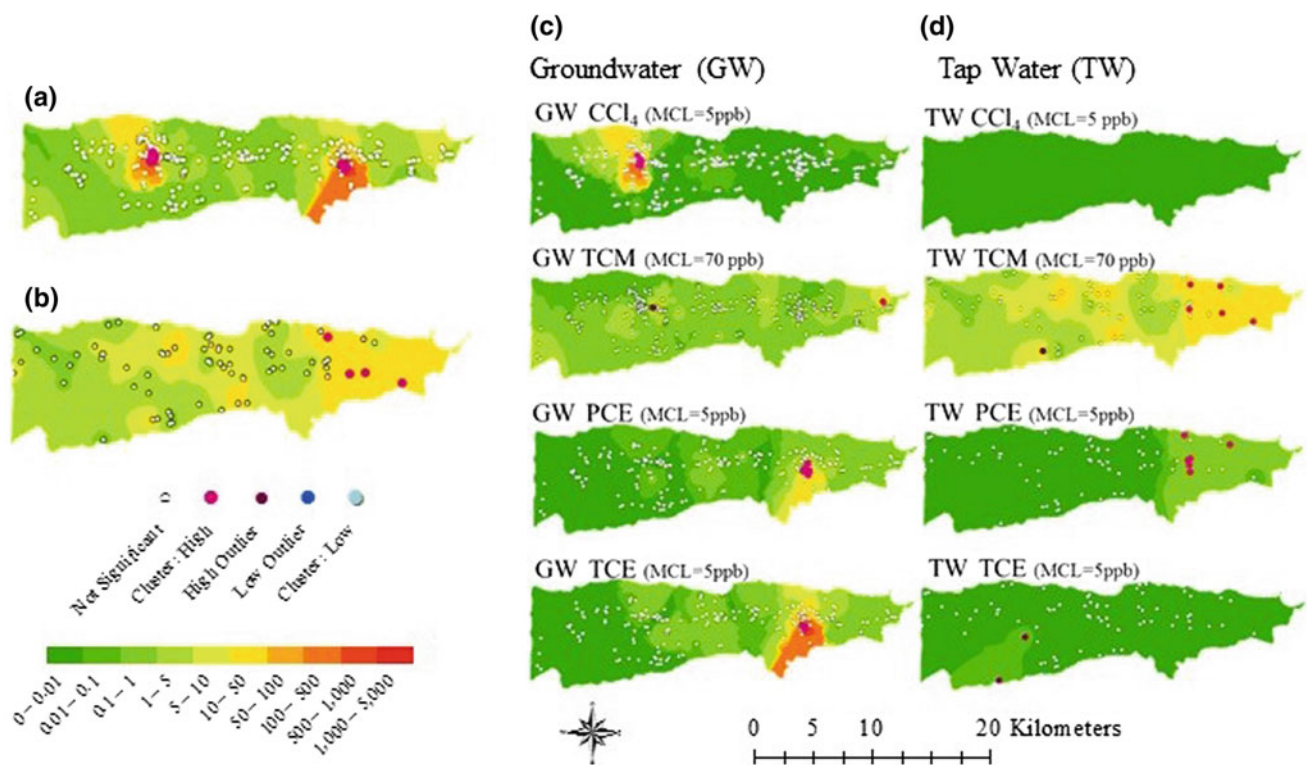 (a)
(b)
Not Significant
Cluster: High
High Outlier
Low Outlier
Cluster: Low
0 – 0.01
0.01 – 0.1
0.1 – 1
1 – 5
5 – 10
10 – 50
50 – 100
100 – 500
500 – 1,000
1,000 – 5,000
(c)
Groundwater (GW)
GW CCl₄ (MCL=5ppb)
GW TCM (MCL=70 ppb)
GW PCE (MCL=5ppb)
GW TCE (MCL=5ppb)
(d)
Tap Water (TW)
TW CCl₄ (MCL=5 ppb)
TW TCM (MCL=70 ppb)
TW PCE (MCL=5ppb)
TW TCE (MCL=5ppb)
0 5 10 20 Kilometers